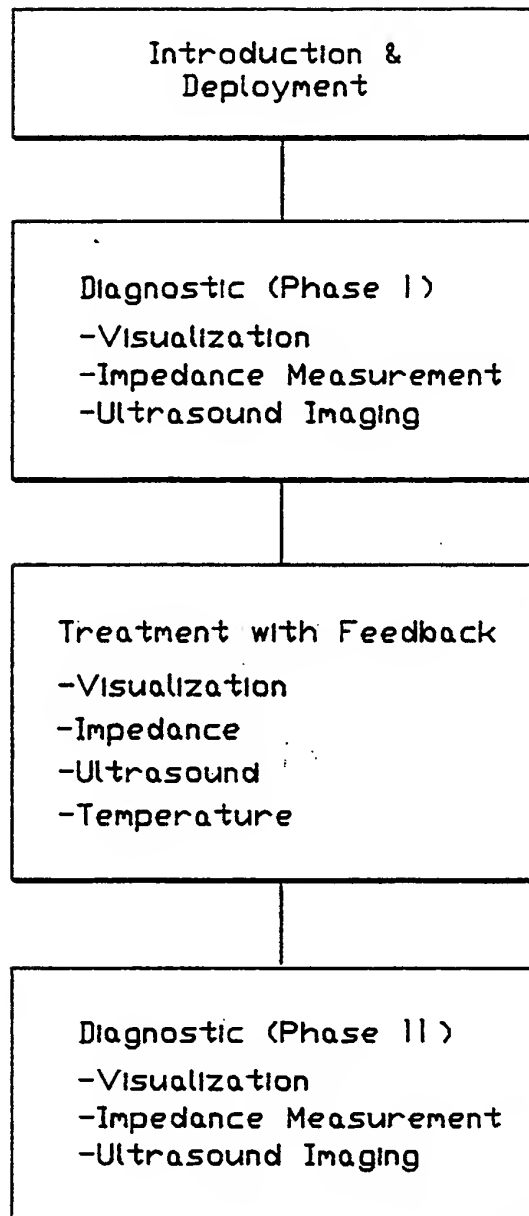 Introduction &
Deployment
Diagnostic (Phase I)
-Visualization
-Impedance Measurement
-Ultrasound Imaging
Treatment with Feedback
-Visualization
-Impedance
-Ultrasound
-Temperature
Diagnostic (Phase II)
-Visualization
-Impedance Measurement
-Ultrasound Imaging